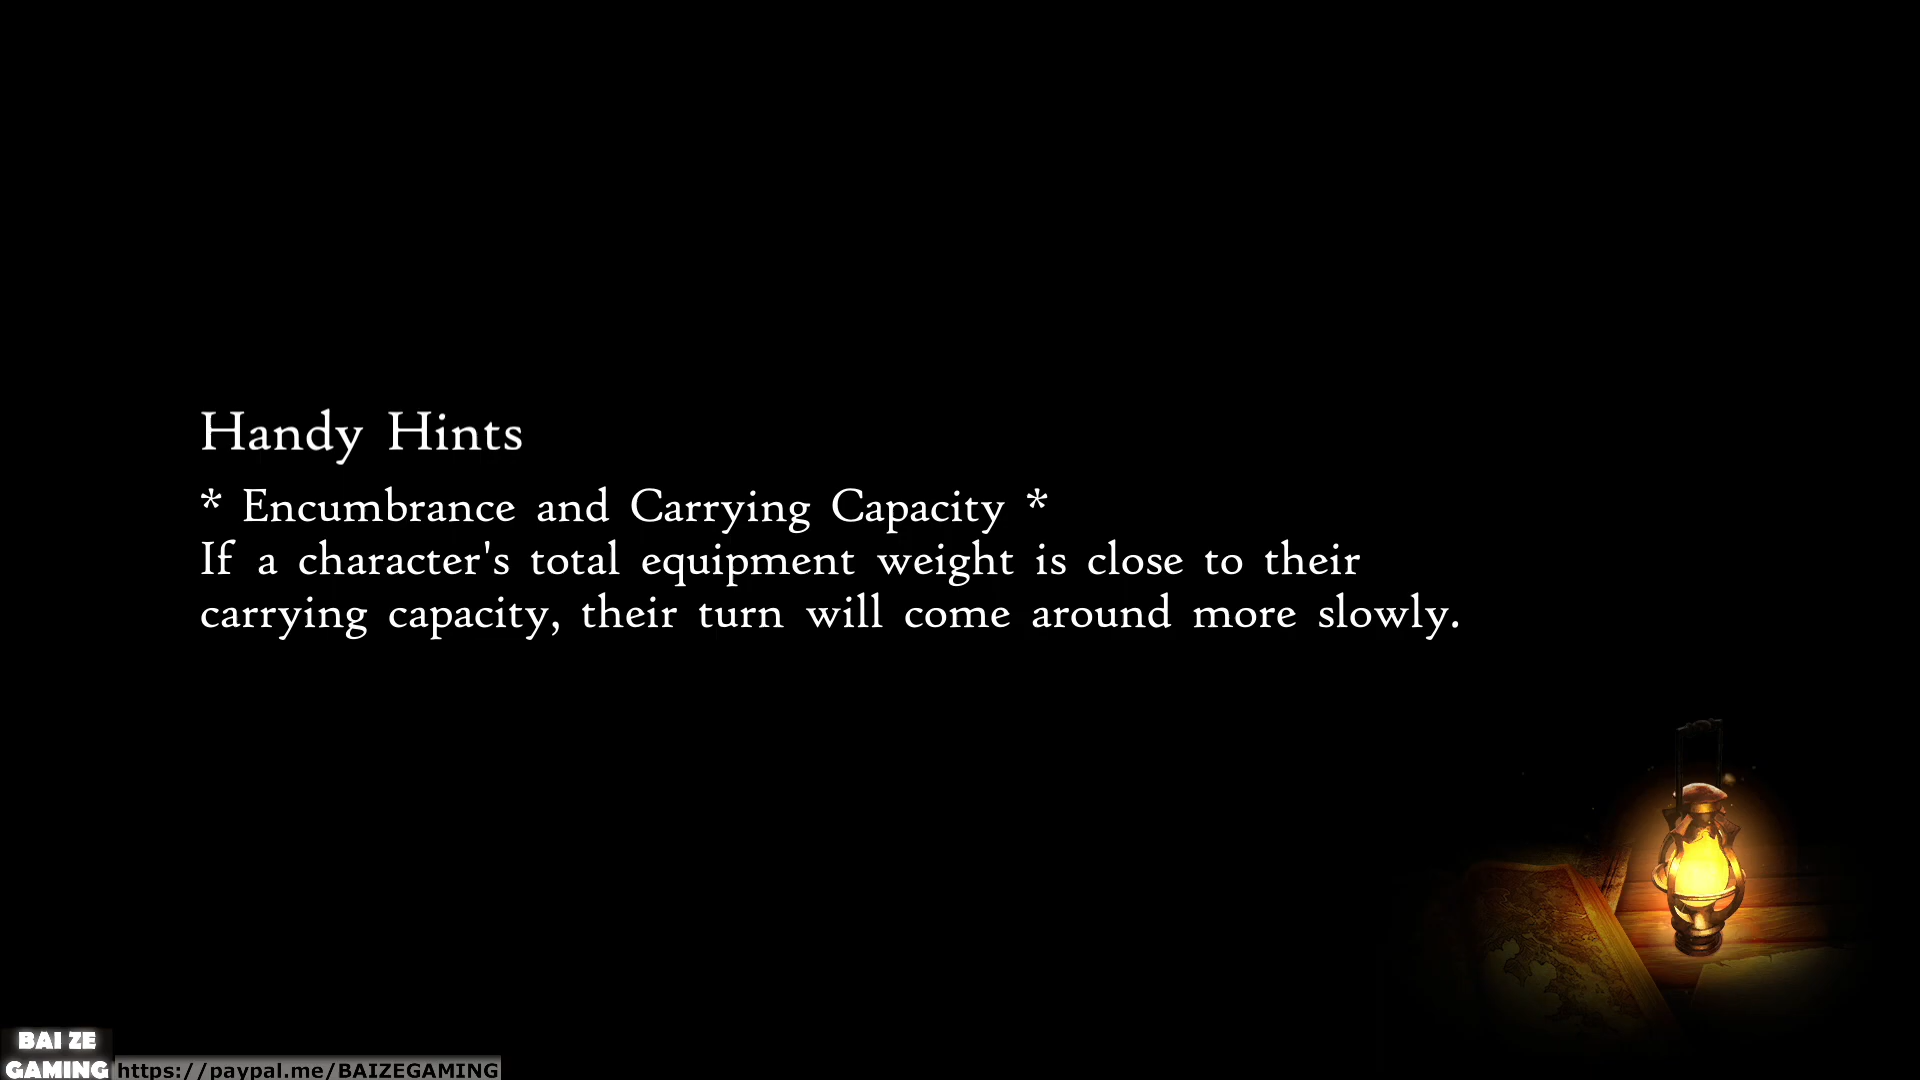 Handy Hints
* Encumbrance and Carrying Capacity *
If a character's total equipment weight is close to their
carrying capacity, their turn will come around more slowly.
BAI ZE
GAMING https://paypal.me/BAIZEGAMING